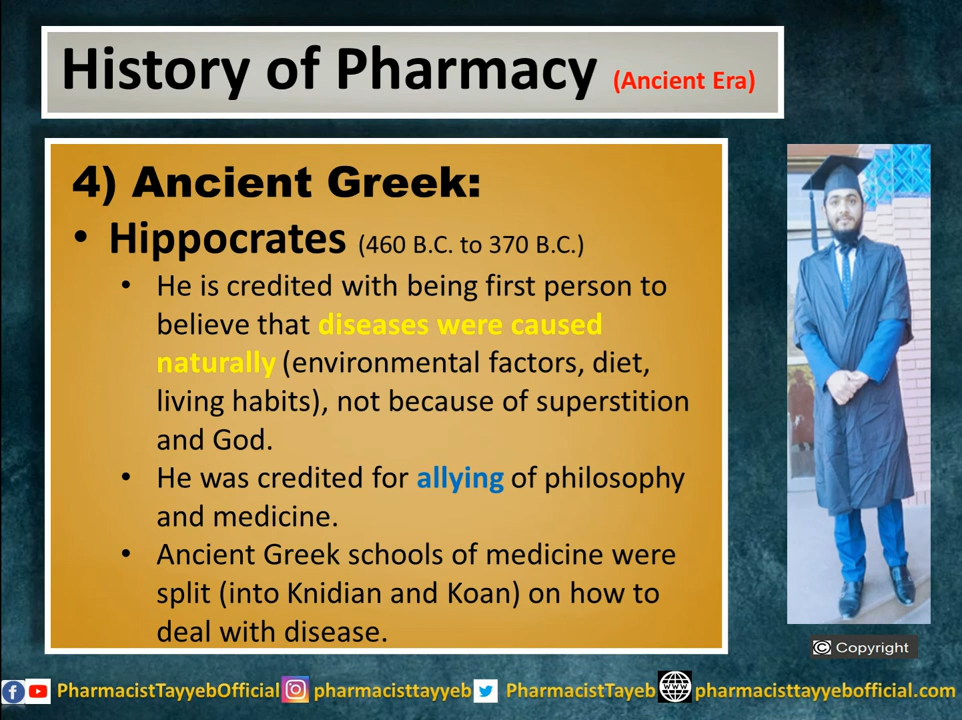 History of Pharmacy (Ancient Era)
4) Ancient Greek:
• Hippocrates (460 B.C. to 370 B.C.)
• He is credited with being first person to
believe that diseases were caused
naturally (environmental factors, diet,
living habits), not because of superstition
and God.
• He was credited for allying of philosophy
and medicine.
• Ancient Greek schools of medicine were
split (into Knidian and Koan) on how to
deal with disease.
© Copyright
PharmacistTayyebOfficial pharmacisttayyeb PharmacistTayeb pharmacisttayyebofficial.com